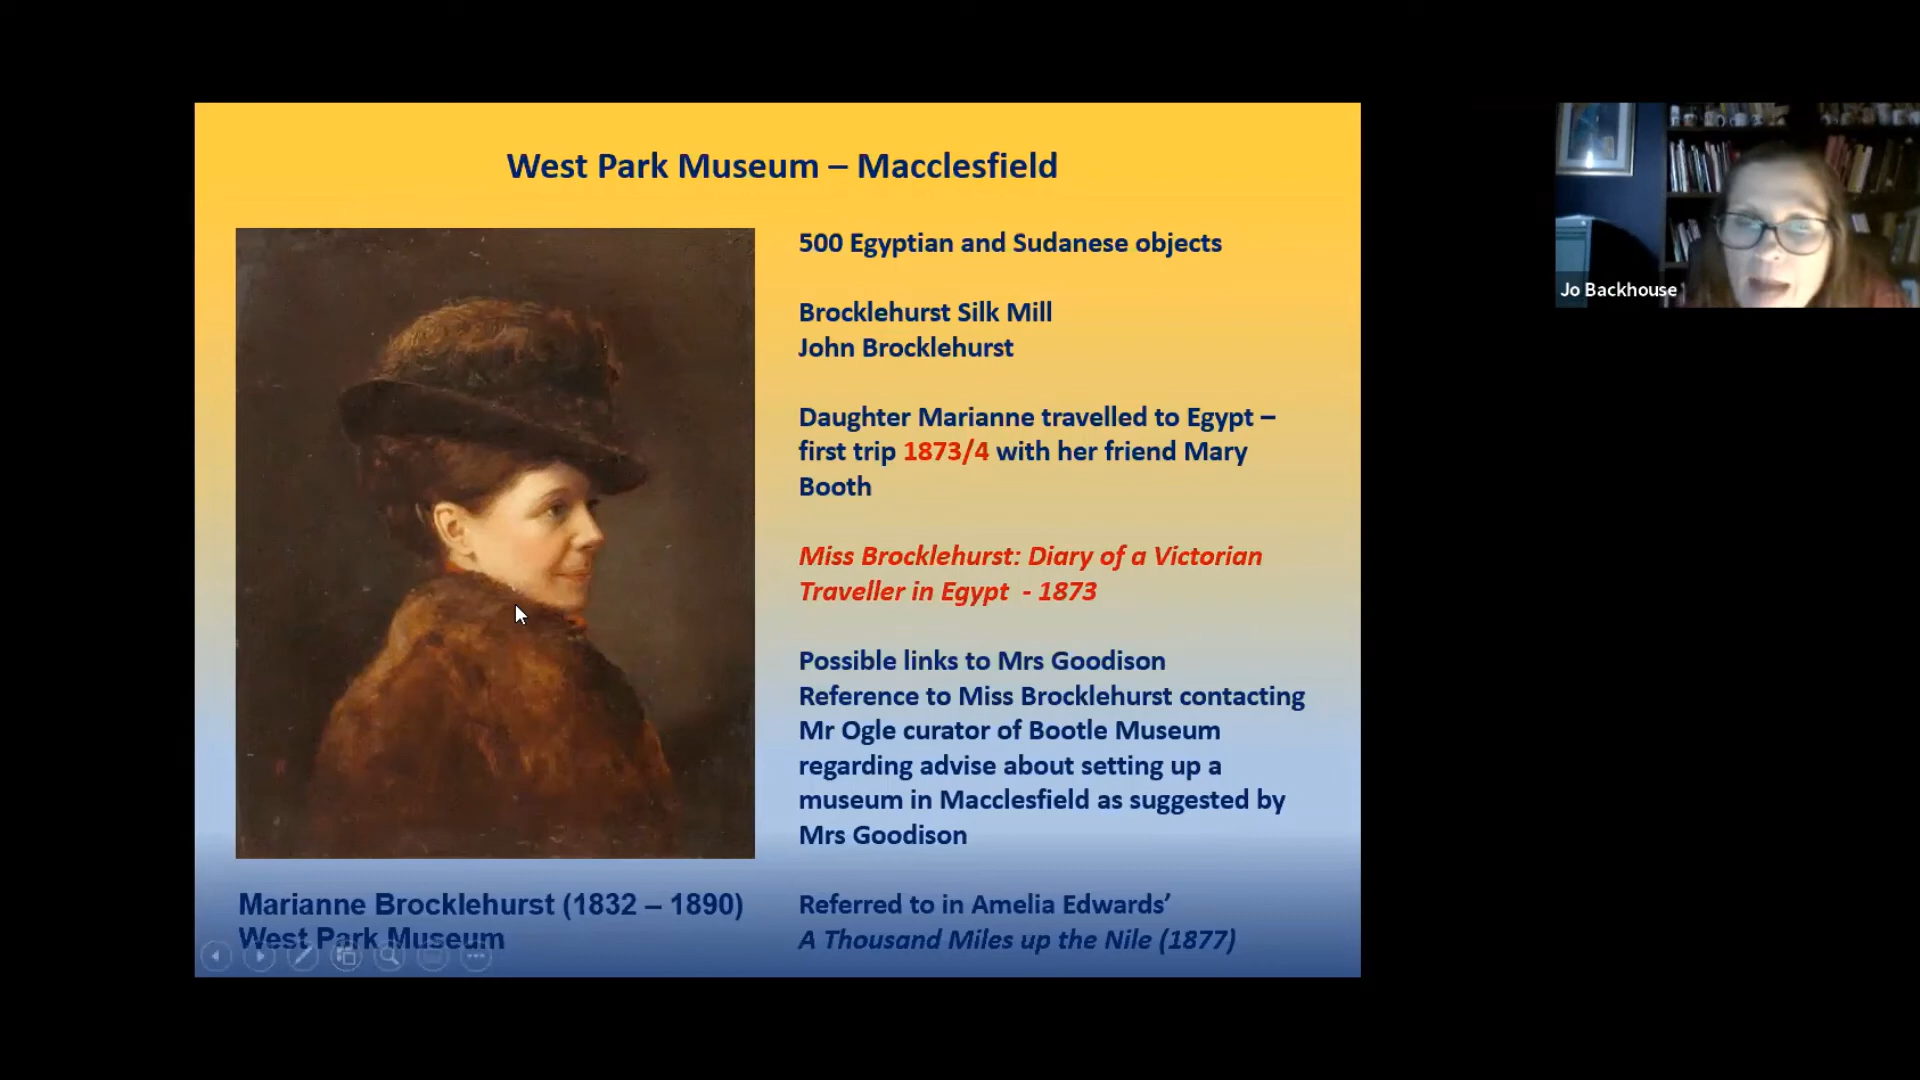 West Park Museum – Macclesfield
500 Egyptian and Sudanese objects
Brocklehurst Silk Mill
John Brocklehurst
Daughter Marianne travelled to Egypt –
first trip 1873/4 with her friend Mary
Booth
Miss Brocklehurst: Diary of a Victorian
Traveller in Egypt - 1873
Possible links to Mrs Goodison
Reference to Miss Brocklehurst contacting
Mr Ogle curator of Bootle Museum
regarding advise about setting up a
museum in Macclesfield as suggested by
Mrs Goodison
Referred to in Amelia Edwards’
A Thousand Miles up the Nile (1877)
Marianne Brocklehurst (1832 – 1890)
West Park Museum
Jo Backhouse